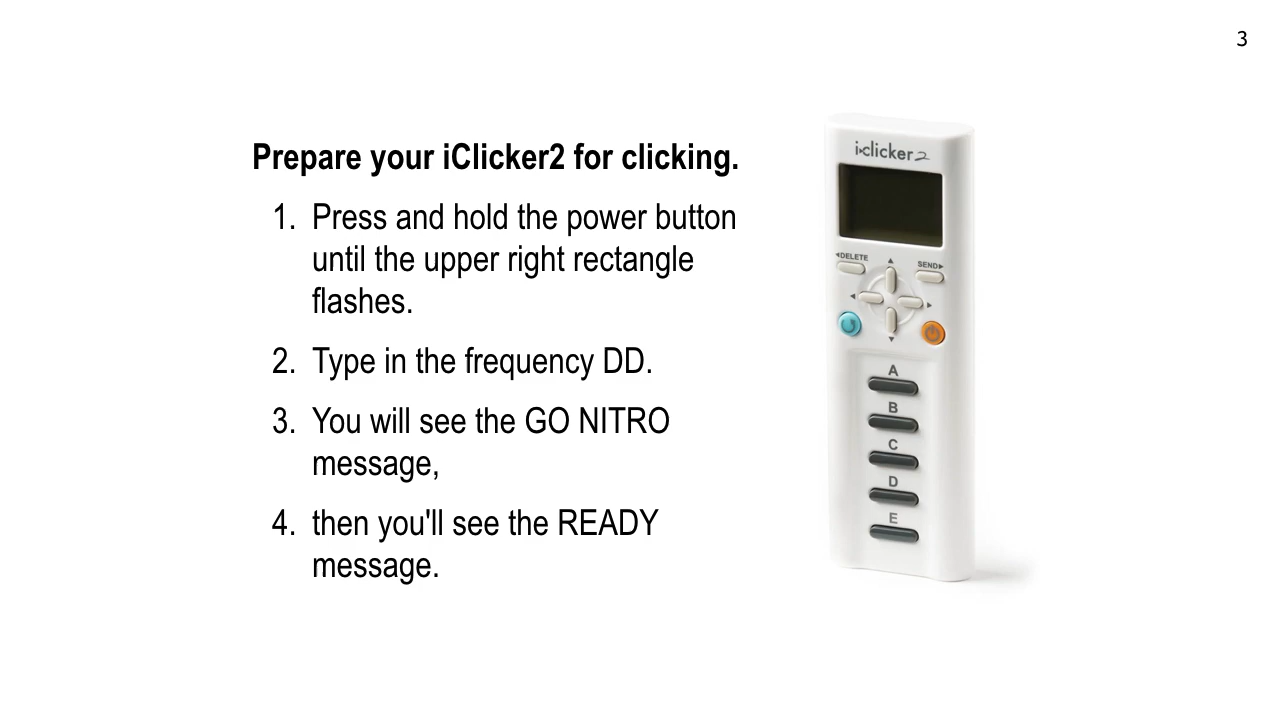 3
Prepare your iClicker2 for clicking.
1. Press and hold the power button
until the upper right rectangle
flashes.
2. Type in the frequency DD.
3. You will see the GO NITRO
message,
4. then you'll see the READY
message.
i>clicker2
◀DELETE
SEND▶
A
B
C
D
E